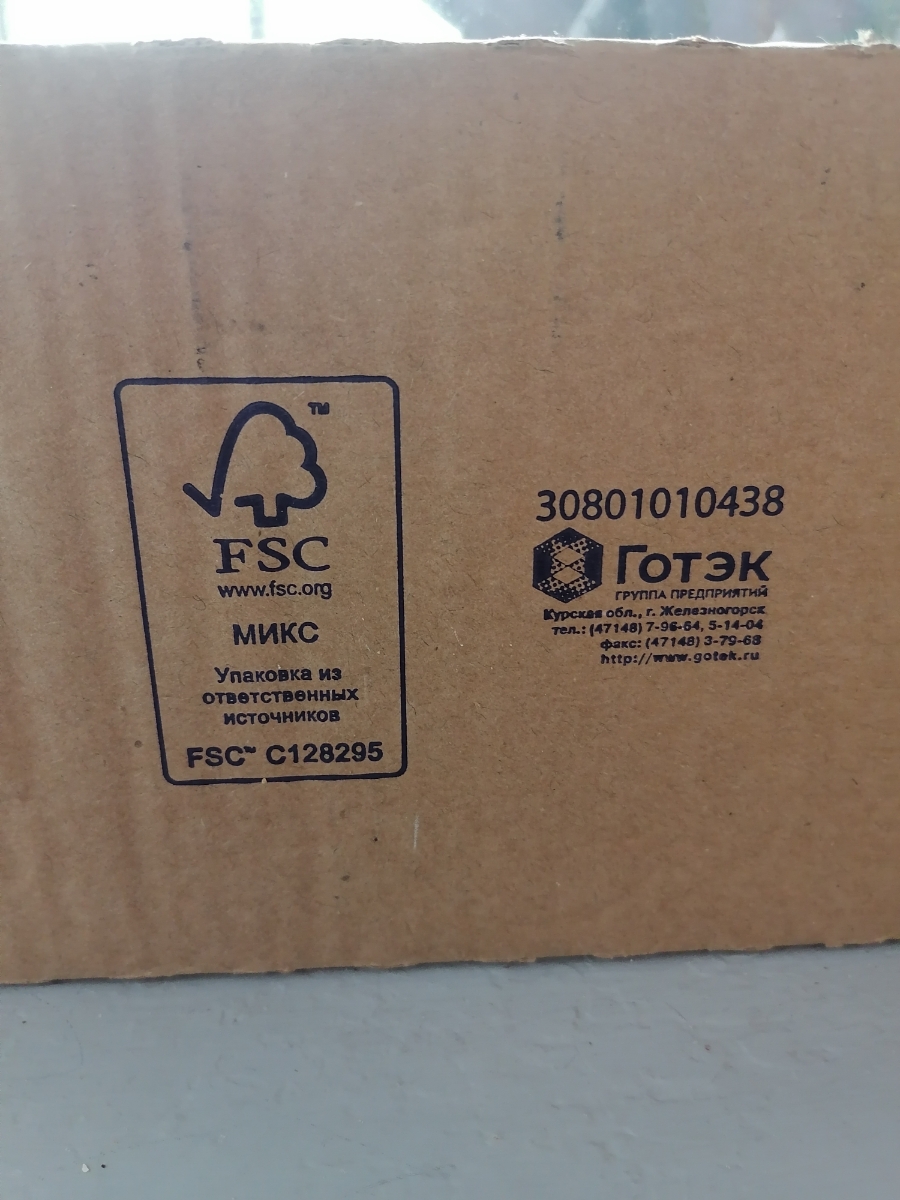 TM
FSC
www.fsc.org
МИКС
Упаковка из
ответственных
источников
FSC™ C128295
30801010438
Готэк
ГРУППА ПРЕДПРИЯТИЙ
Курская обл., г. Железногорск
тел.: (47148) 7-96-64, 5-14-04
факс: (47148) 3-79-68
http://www.gotek.ru